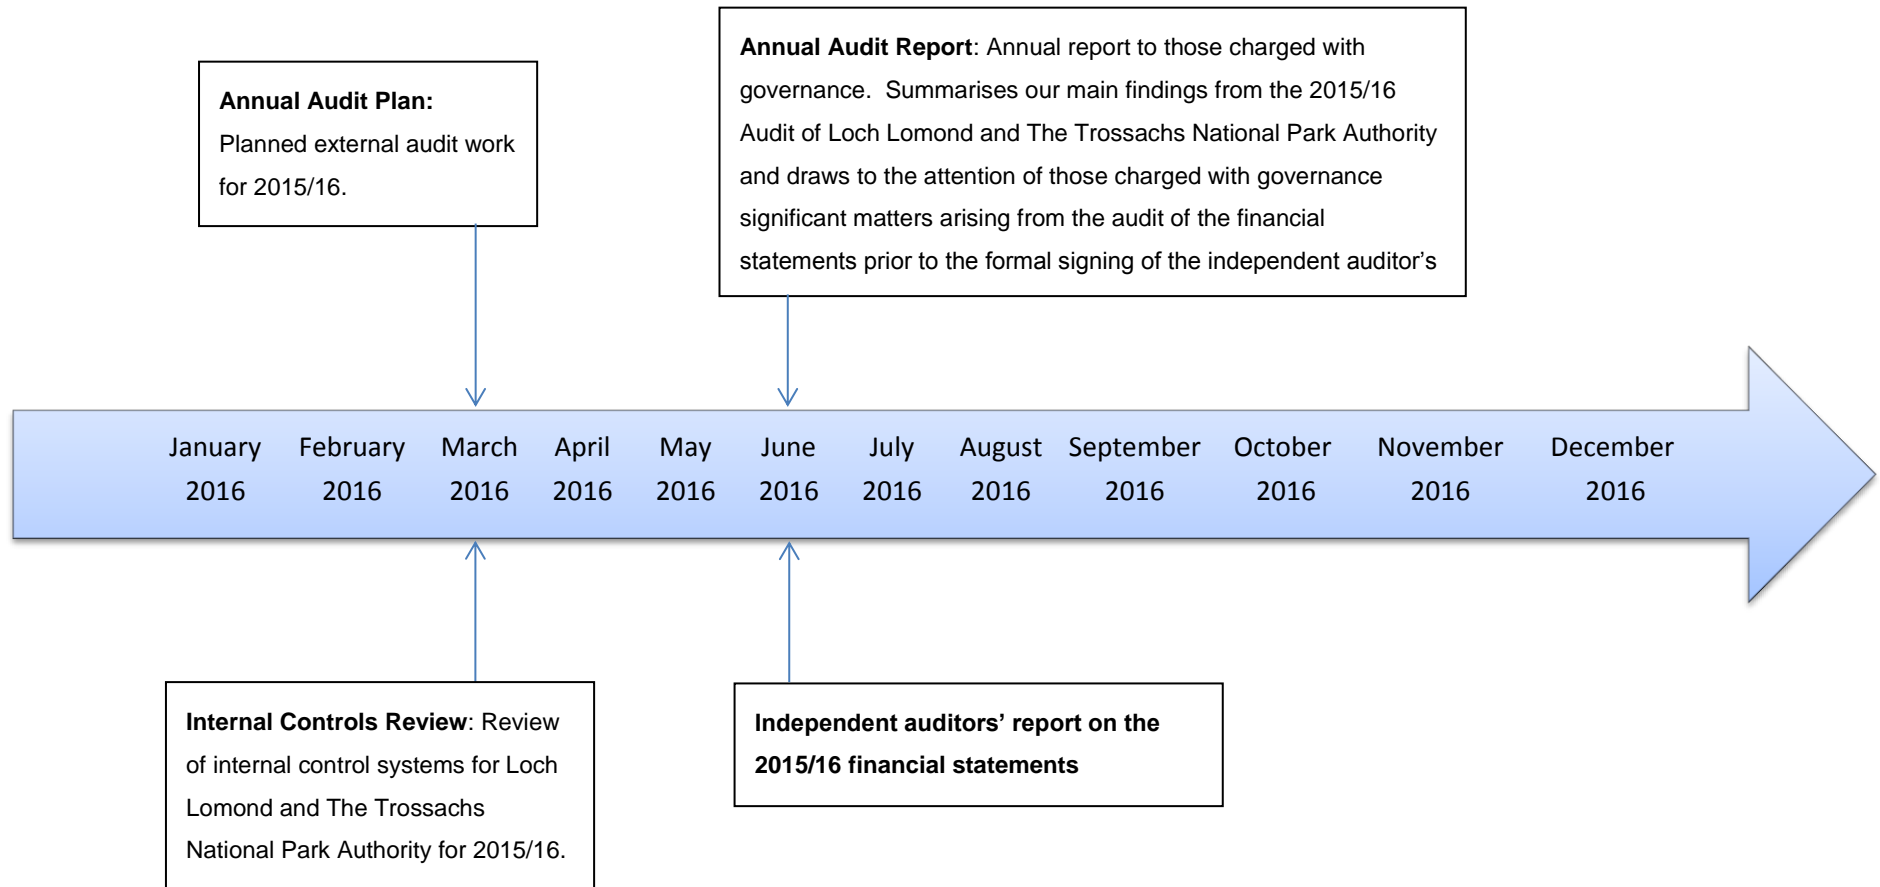 Annual Audit Plan:
Planned external audit work
for 2015/16.
Annual Audit Report: Annual report to those charged with
governance.  Summarises our main findings from the 2015/16
Audit of Loch Lomond and The Trossachs National Park Authority
and draws to the attention of those charged with governance
significant matters arising from the audit of the financial
statements prior to the formal signing of the independent auditor’s
January February March April May June July August September October November December
2016 2016 2016 2016 2016 2016 2016 2016 2016 2016 2016 2016
Internal Controls Review: Review
of internal control systems for Loch
Lomond and The Trossachs
National Park Authority for 2015/16.
Independent auditors’ report on the
2015/16 financial statements